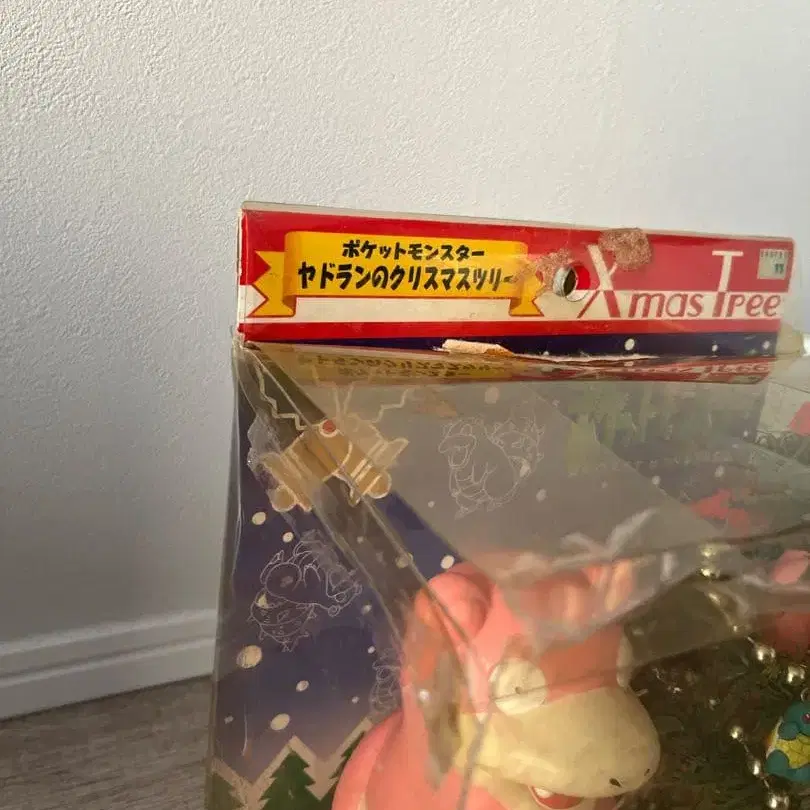 ポケットモンスター
ヤドランのクリスマスツリー
Xmas Tree